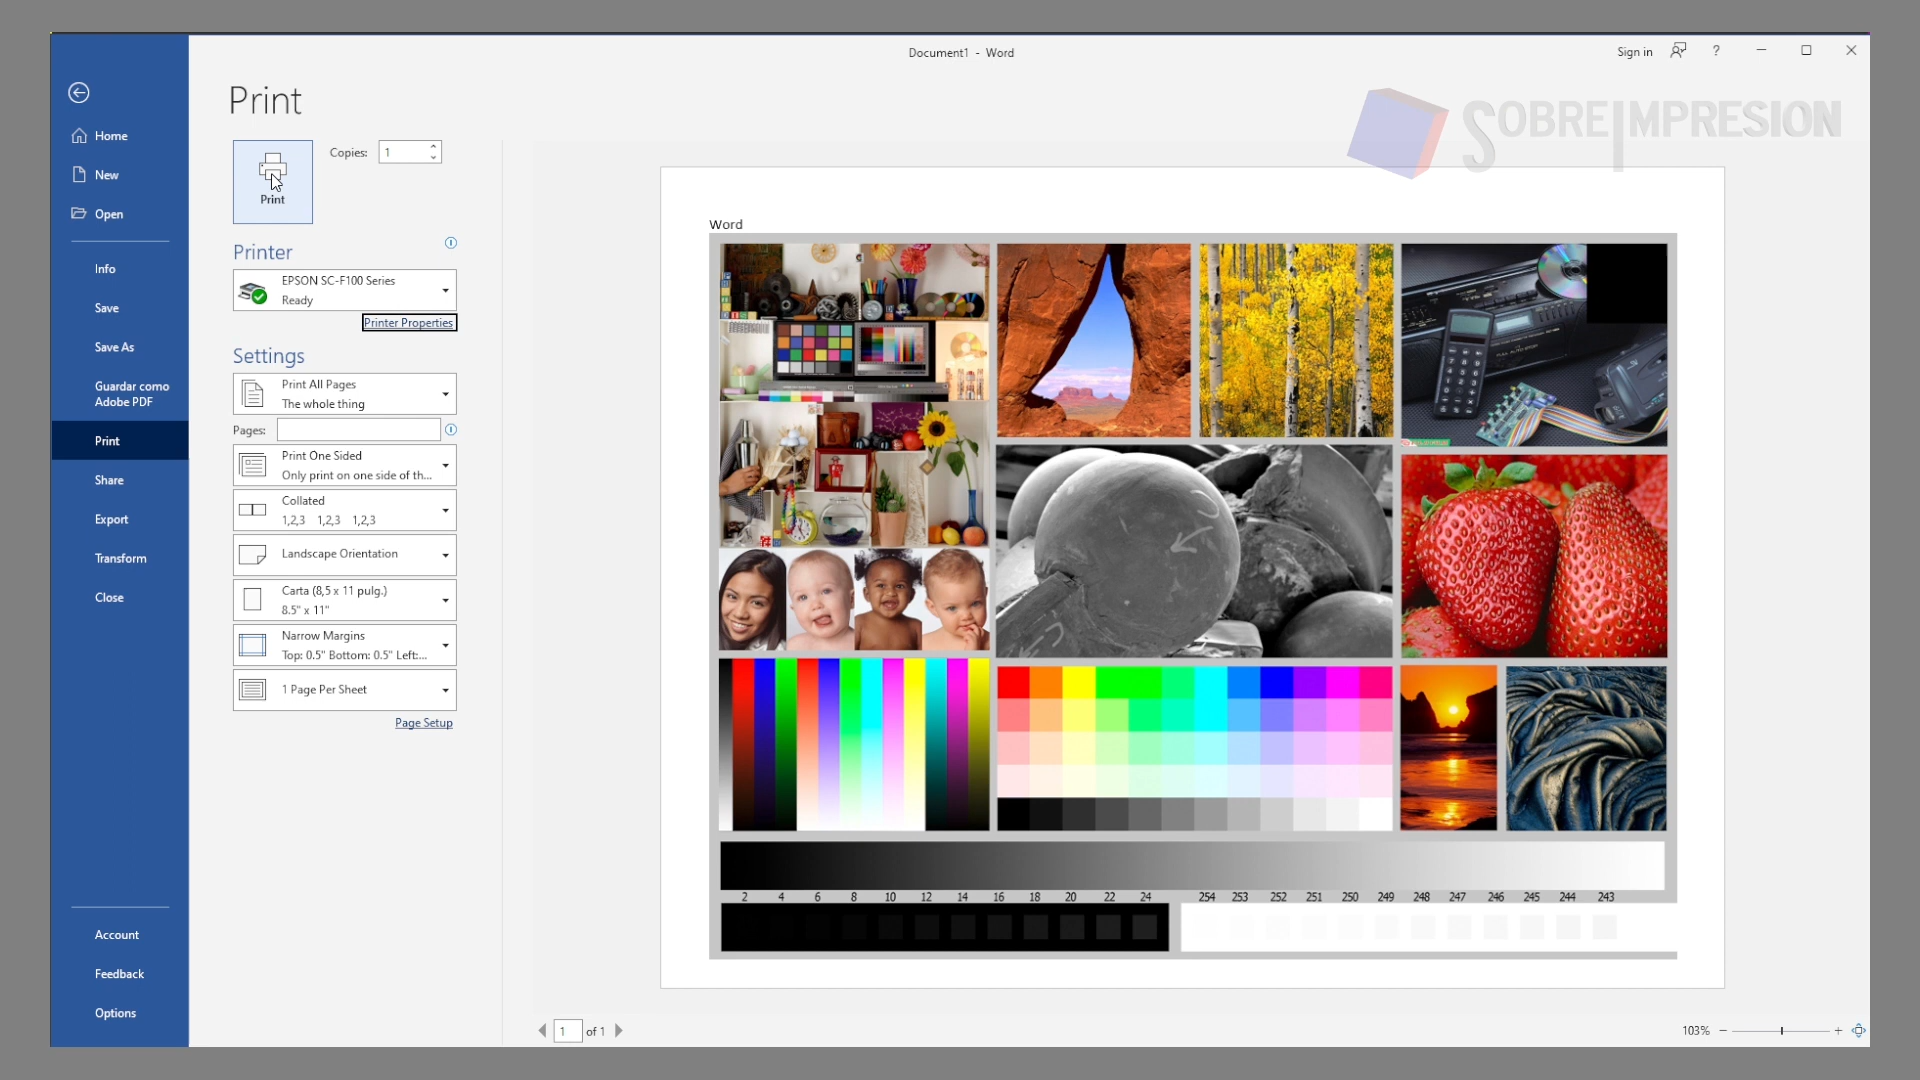 Document1 - Word
Sign in
?
SOBREIMPRESION
Print
Home
New
Open
Info
Save
Save As
Guardar como
Adobe PDF
Print
Share
Export
Transform
Close
Account
Feedback
Options
Print
Copies: 1
Printer
EPSON SC-F100 Series
Ready
Printer Properties
Settings
Print All Pages
The whole thing
Pages:
Print One Sided
Only print on one side of th...
Collated
1,2,3 1,2,3 1,2,3
Landscape Orientation
Carta (8,5 x 11 pulg.)
8.5" x 11"
Narrow Margins
Top: 0.5" Bottom: 0.5" Left:...
1 Page Per Sheet
Page Setup
Word
2 4 6 8 10 12 14 16 18 20 22 24 254 253 252 251 250 249 248 247 246 245 244 243
1 of 1
103%